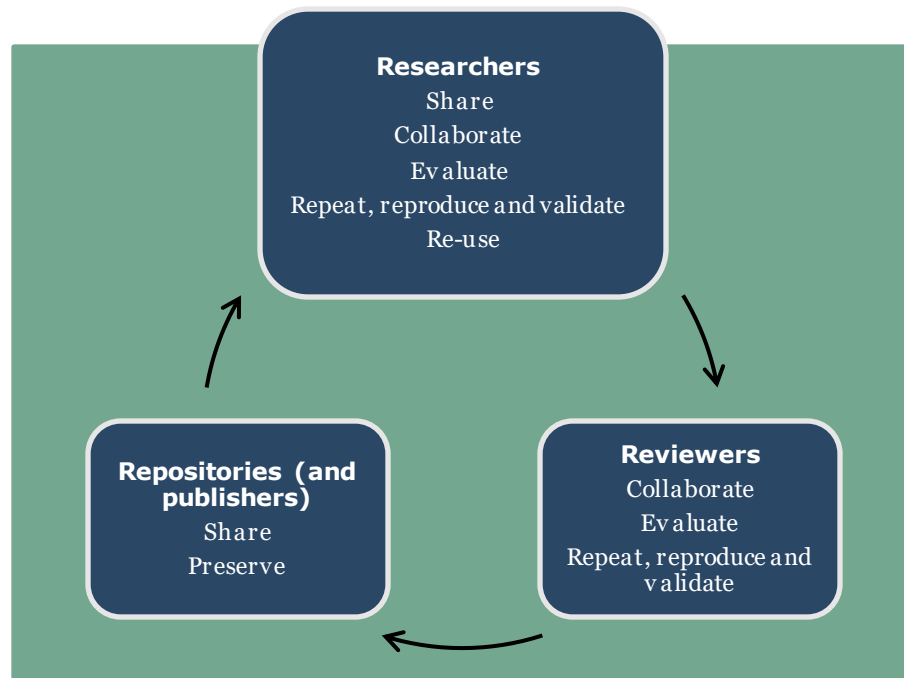 Researchers
Share
Collaborate
Evaluate
Repeat, reproduce and validate
Re-use
Repositories (and
publishers)
Share
Preserve
Reviewers
Collaborate
Evaluate
Repeat, reproduce and
validate